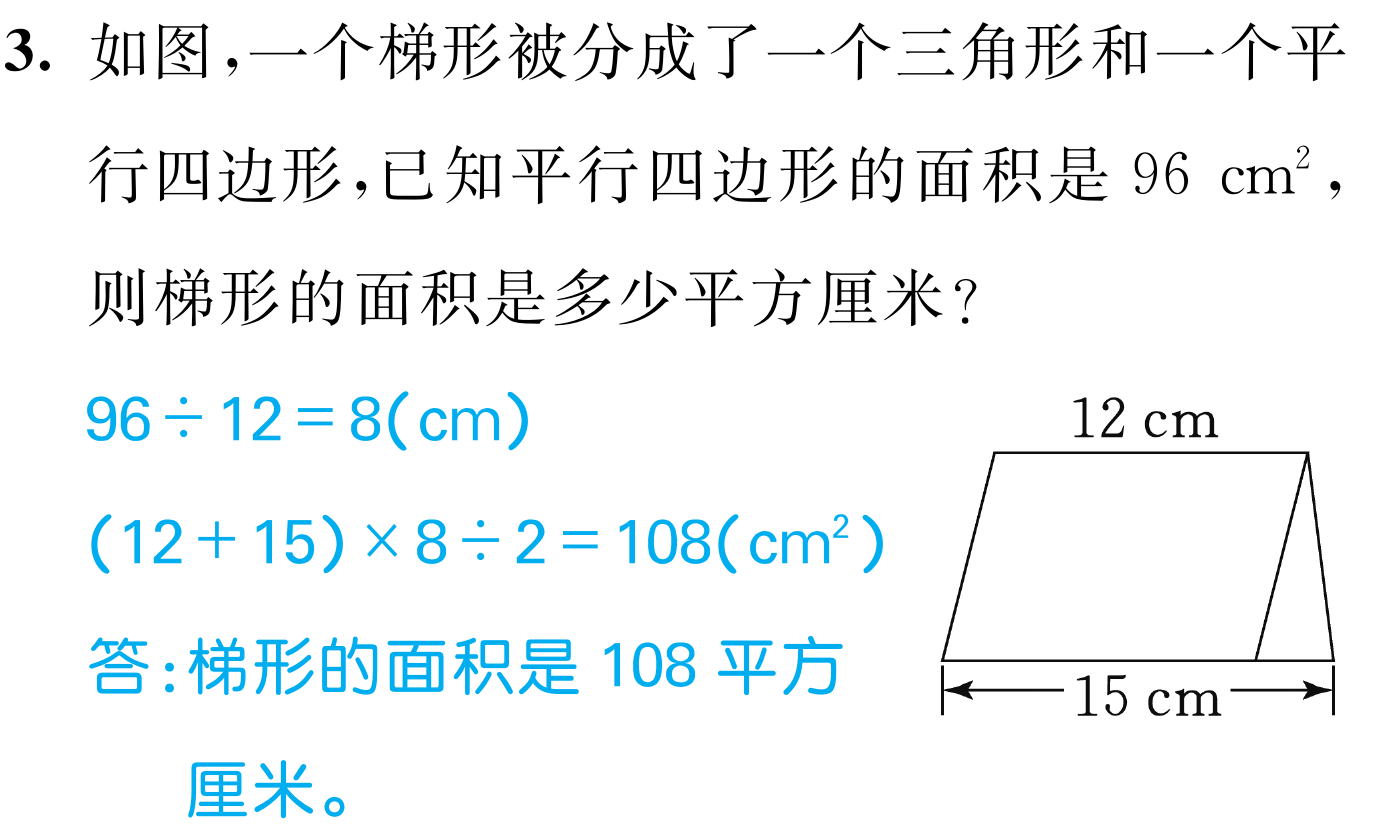 3. 如图,一个梯形被分成了一个三角形和一个平
行四边形,已知平行四边形的面积是 96 cm²,
则梯形的面积是多少平方厘米?
96÷12=8(cm)
12 cm
(12+15)×8÷2=108(cm²)
答:梯形的面积是 108 平方
15 cm
厘米。